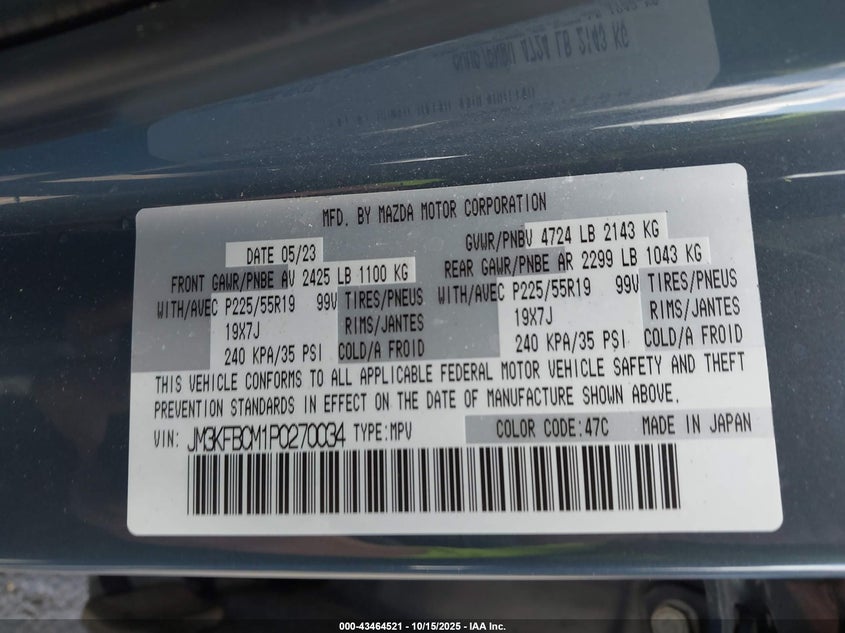 MFD. BY MAZDA MOTOR CORPORATION
DATE 05/23
GVWR/PNBV 4724 LB 2143 KG
FRONT GAWR/PNBE AV 2425 LB 1100 KG
REAR GAWR/PNBE AR 2299 LB 1043 KG
WITH/AVEC P225/55R19 99V TIRES/PNEUS
WITH/AVEC P225/55R19 99V TIRES/PNEUS
19X7J RIMS/JANTES
19X7J RIMS/JANTES
240 KPA/35 PSI COLD/A FROID
240 KPA/35 PSI COLD/A FROID
THIS VEHICLE CONFORMS TO ALL APPLICABLE FEDERAL MOTOR VEHICLE SAFETY AND THEFT
PREVENTION STANDARDS IN EFFECT ON THE DATE OF MANUFACTURE SHOWN ABOVE.
VIN: JM3KFBCM1P0270034 TYPE:MPV COLOR CODE:47C MADE IN JAPAN
000-43464521 - 10/15/2025 - IAA Inc.